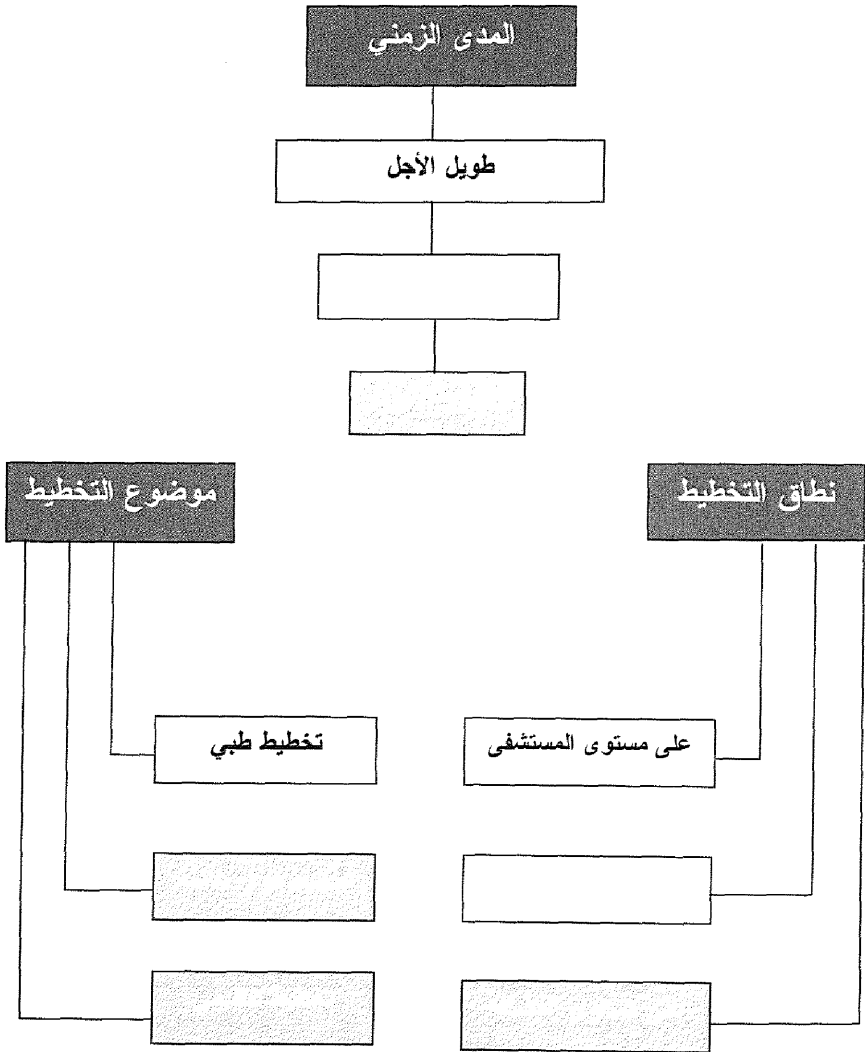 المدى الزمني
طويل الأجل
نطاق التخطيط
موضوع التخطيط
على مستوى المستشفى
تخطيط طبي